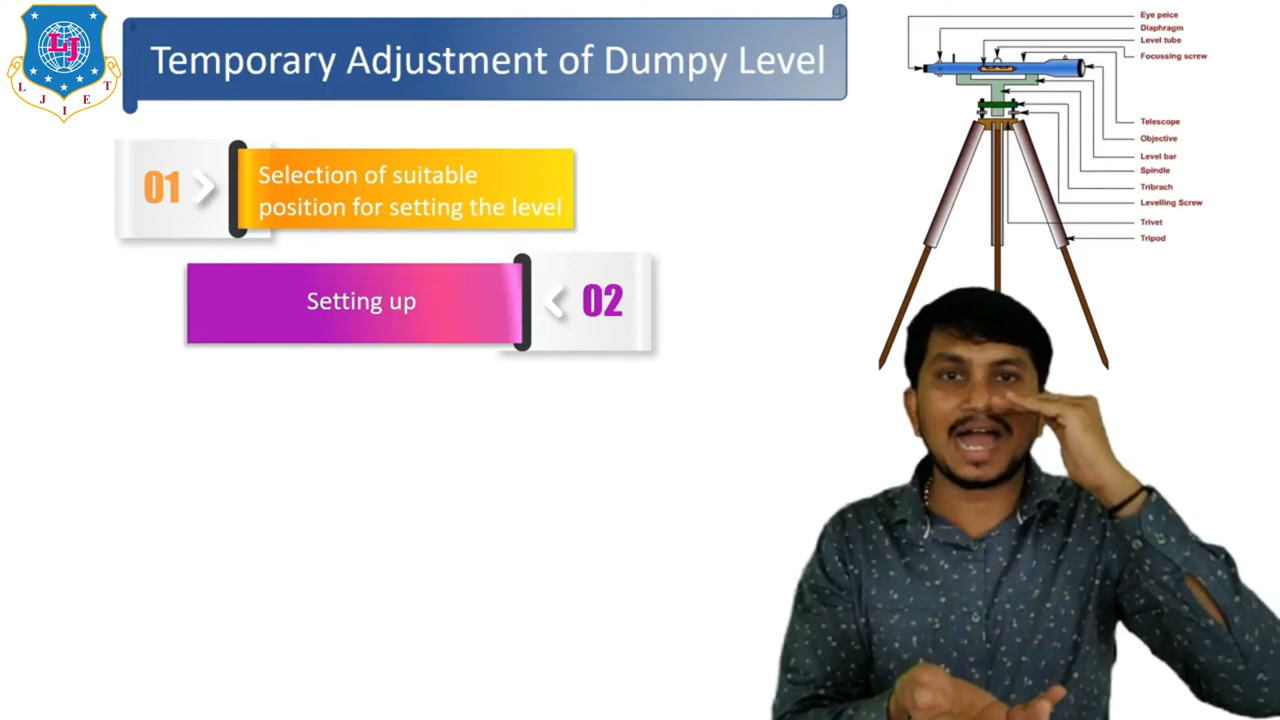 LJ
L J I E T
Temporary Adjustment of Dumpy Level
01
Selection of suitable
position for setting the level
Setting up
02
Eye peice
Diaphragm
Level tube
Focussing screw
Telescope
Objective
Level bar
Spindle
Tribrach
Levelling Screw
Trivet
Tripod